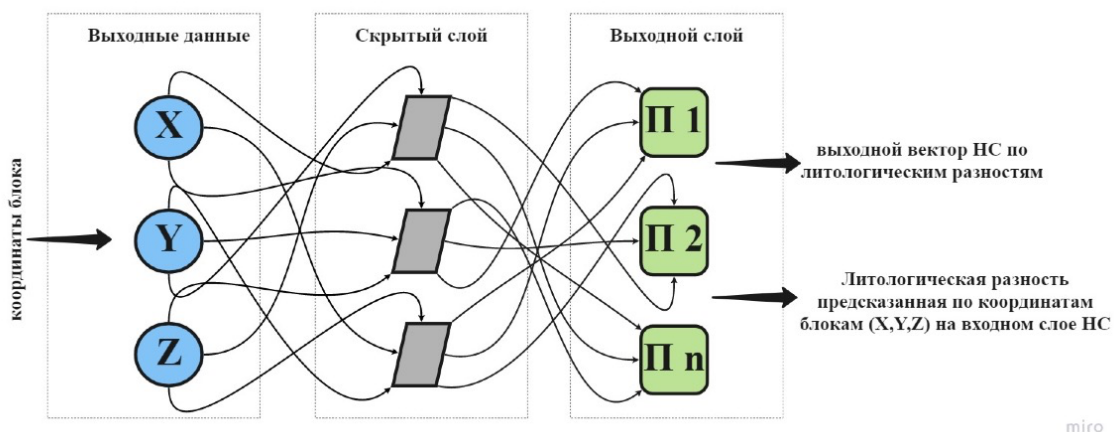 Выходные данные
Скрытый слой
Выходной слой
координаты блока
X
Y
Z
П 1
П 2
П n
выходной вектор НС по
литологическим разностям
Литологическая разность
предсказанная по координатам
блокам (X,Y,Z) на входном слое НС
miro